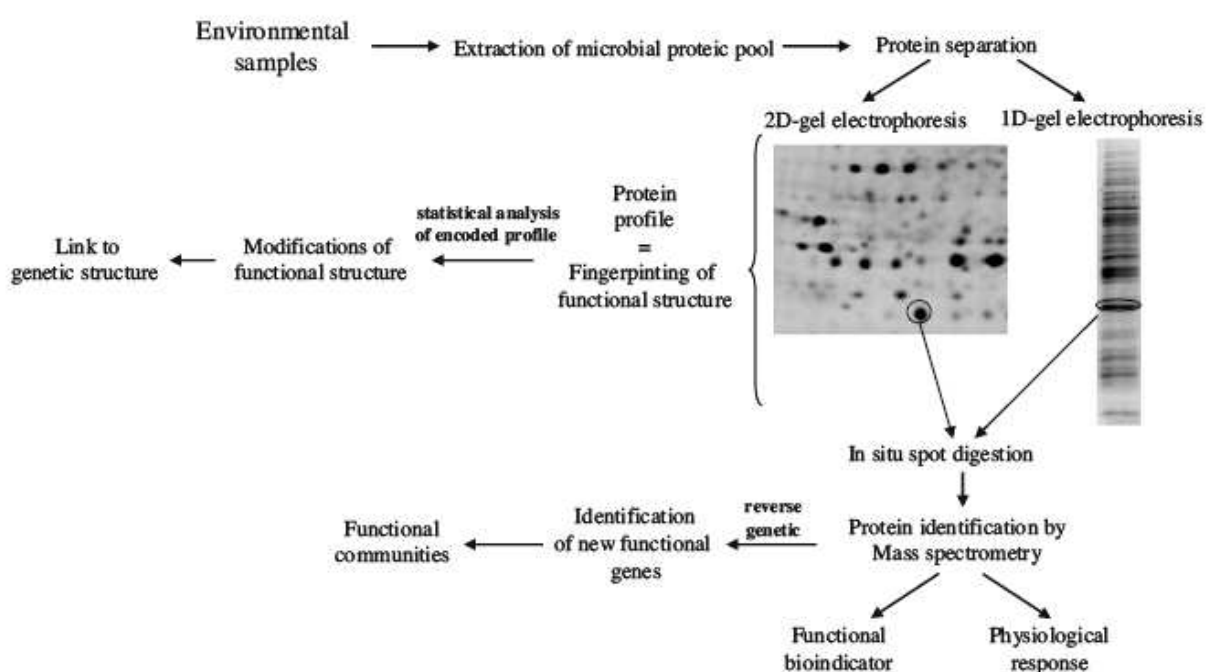 Environmental
samples
Extraction of microbial proteic pool
Protein separation
2D-gel electrophoresis
1D-gel electrophoresis
Protein
profile
=
Fingerpinting of
functional structure
statistical analysis
of encoded profile
Modifications of
functional structure
Link to
genetic structure
In situ spot digestion
Protein identification by
Mass spectrometry
reverse
genetic
Identification
of new functional
genes
Functional
communities
Functional
bioindicator
Physiological
response